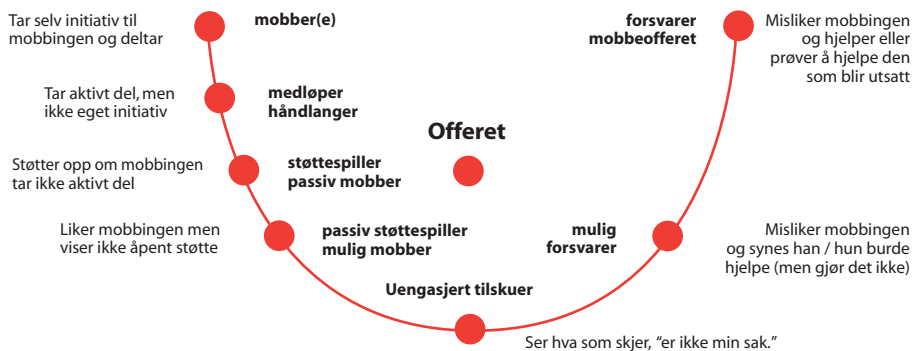 Tar selv initiativ til
mobbingen og deltar
mobber(e)
forsvarer
mobbeofferet
Misliker mobbingen
og hjelper eller
prøver å hjelpe den
som blir utsatt
Tar aktivt del, men
ikke eget initiativ
medløper
håndlanger
Offeret
Støtter opp om mobbingen
tar ikke aktivt del
støttespiller
passiv mobber
Liker mobbingen men
viser ikke åpent støtte
passiv støttespiller
mulig mobber
mulig
forsvarer
Misliker mobbingen
og synes han / hun burde
hjelpe (men gjør det ikke)
Uengasjert tilskuer
Ser hva som skjer, “er ikke min sak.”